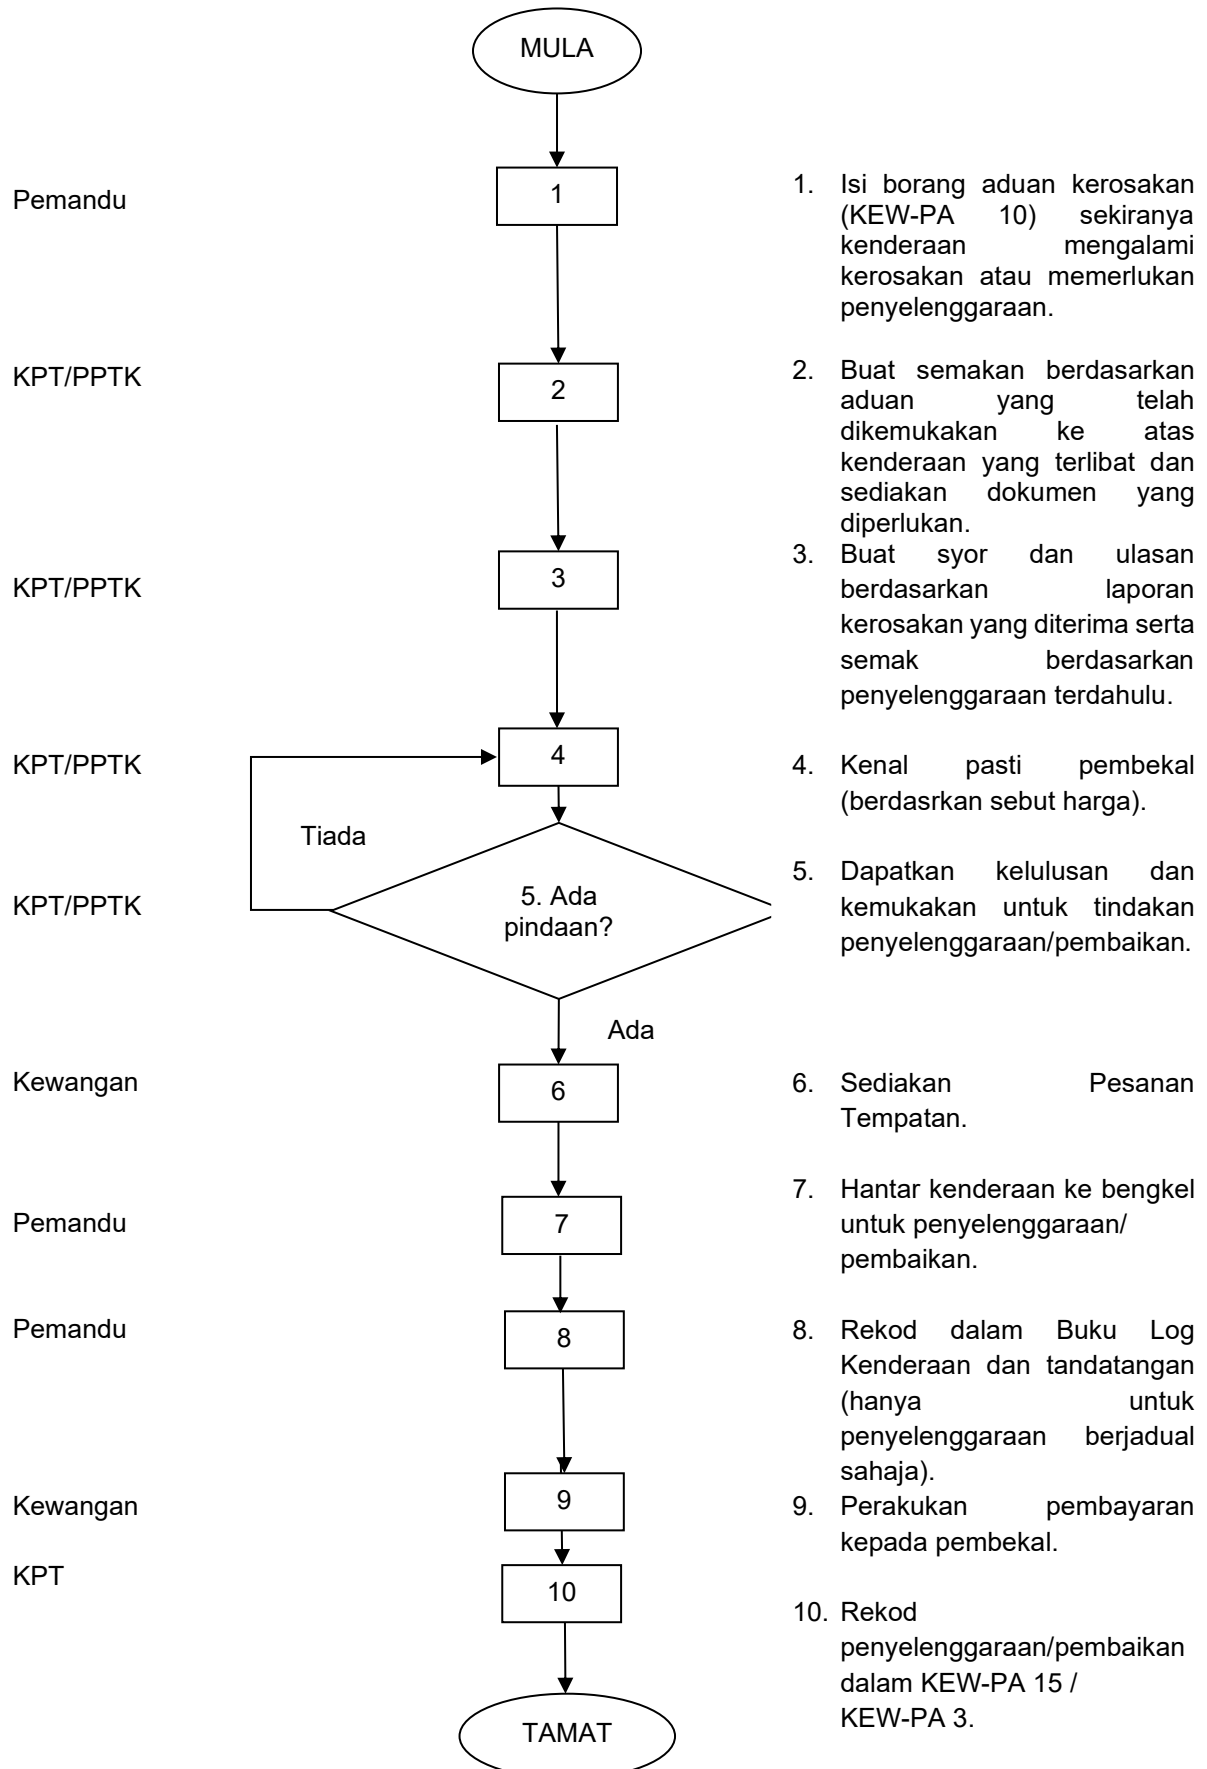 MULA
Pemandu
1
1. Isi borang aduan kerosakan
(KEW-PA 10) sekiranya
kenderaan mengalami
kerosakan atau memerlukan
penyelenggaraan.
KPT/PPTK
2
2. Buat semakan berdasarkan
aduan yang telah
dikemukakan ke atas
kenderaan yang terlibat dan
sediakan dokumen yang
diperlukan.
KPT/PPTK
3
3. Buat syor dan ulasan
berdasarkan laporan
kerosakan yang diterima serta
semak berdasarkan
penyelenggaraan terdahulu.
KPT/PPTK
4
4. Kenal pasti pembekal
(berdasrkan sebut harga).
Tiada
KPT/PPTK
5. Ada
pindaan?
5. Dapatkan kelulusan dan
kemukakan untuk tindakan
penyelenggaraan/pembaikan.
Ada
Kewangan
6
6. Sediakan Pesanan
Tempatan.
Pemandu
7
7. Hantar kenderaan ke bengkel
untuk penyelenggaraan/
pembaikan.
Pemandu
8
8. Rekod dalam Buku Log
Kenderaan dan tandatangan
(hanya untuk
penyelenggaraan berjadual
sahaja).
Kewangan
9
9. Perakukan pembayaran
kepada pembekal.
KPT
10
10. Rekod
penyelenggaraan/pembaikan
dalam KEW-PA 15 /
KEW-PA 3.
TAMAT